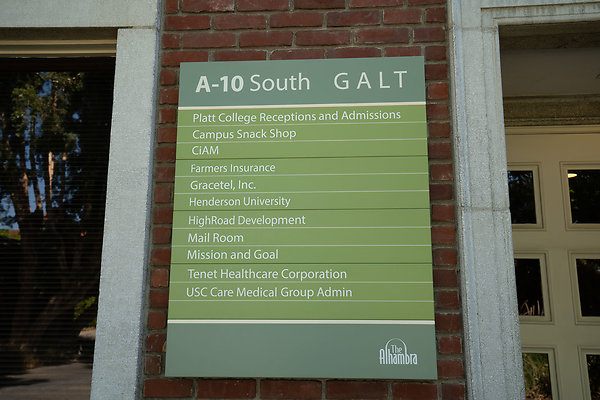 A-10 South GALT
Platt College Receptions and Admissions
Campus Snack Shop
CiAM
Farmers Insurance
Gracetel, Inc.
Henderson University
HighRoad Development
Mail Room
Mission and Goal
Tenet Healthcare Corporation
USC Care Medical Group Admin
The
Alhambra